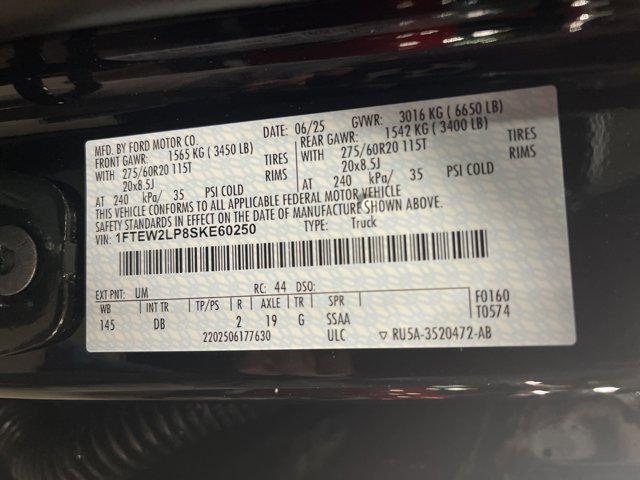 MFD. BY FORD MOTOR CO. DATE: 06/25 GVWR: 3016 KG ( 6650 LB)
FRONT GAWR: 1565 KG ( 3450 LB) REAR GAWR: 1542 KG ( 3400 LB)
WITH 275/60R20 115T TIRES WITH 275/60R20 115T TIRES
20x8.5J RIMS 20x8.5J RIMS
AT 240 kPa/ 35 PSI COLD AT 240 kPa/ 35 PSI COLD
THIS VEHICLE CONFORMS TO ALL APPLICABLE FEDERAL MOTOR VEHICLE
SAFETY STANDARDS IN EFFECT ON THE DATE OF MANUFACTURE SHOWN ABOVE.
VIN: 1FTEW2LP8SKE60250 TYPE: Truck
EXT PNT: UM RC: 44 DSO:
WB INT TR TP/PS R AXLE TR SPR F0160
145 DB 2 19 G SSAA T0574
2202506177630 ULC ▽ RU5A-3520472-AB